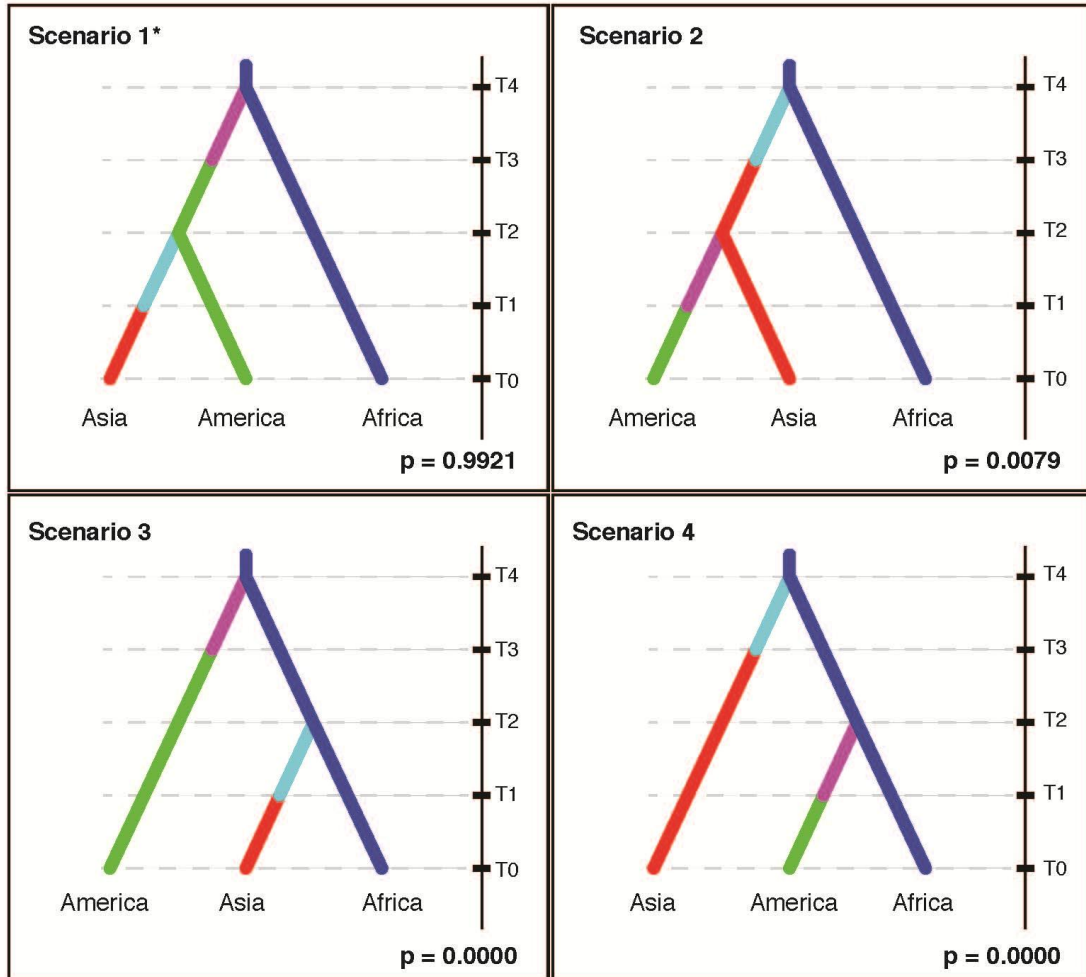 Scenario 1*
T4
T3
T2
T1
T0
Asia America Africa
p = 0.9921
Scenario 2
T4
T3
T2
T1
T0
America Asia Africa
p = 0.0079
Scenario 3
T4
T3
T2
T1
T0
America Asia Africa
p = 0.0000
Scenario 4
T4
T3
T2
T1
T0
Asia America Africa
p = 0.0000